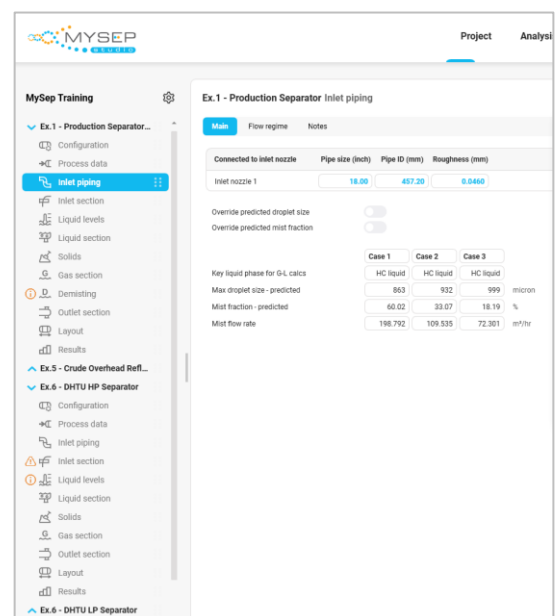 MYSEP
estudio
Project Analysi
MySep Training
Ex.1 - Production Separator...
Configuration
Process data
Inlet piping
Inlet section
Liquid levels
Liquid section
Solids
Gas section
Demisting
Outlet section
Layout
Results
Ex.5 - Crude Overhead Refl...
Ex.6 - DHTU HP Separator
Configuration
Process data
Inlet piping
Inlet section
Liquid levels
Liquid section
Solids
Gas section
Outlet section
Layout
Results
Ex.6 - DHTU LP Separator
Ex.1 - Production Separator Inlet piping
Main Flow regime Notes
Connected to inlet nozzle Pipe size (inch) Pipe ID (mm) Roughness (mm)
Inlet nozzle 1 18.00 457.20 0.0460
Override predicted droplet size
Override predicted mist fraction
Case 1 Case 2 Case 3
Key liquid phase for G-L calcs HC liquid HC liquid HC liquid
Max droplet size - predicted 863 932 999 micron
Mist fraction - predicted 60.02 33.07 18.19 %
Mist flow rate 198.792 109.535 72.301 m³/hr